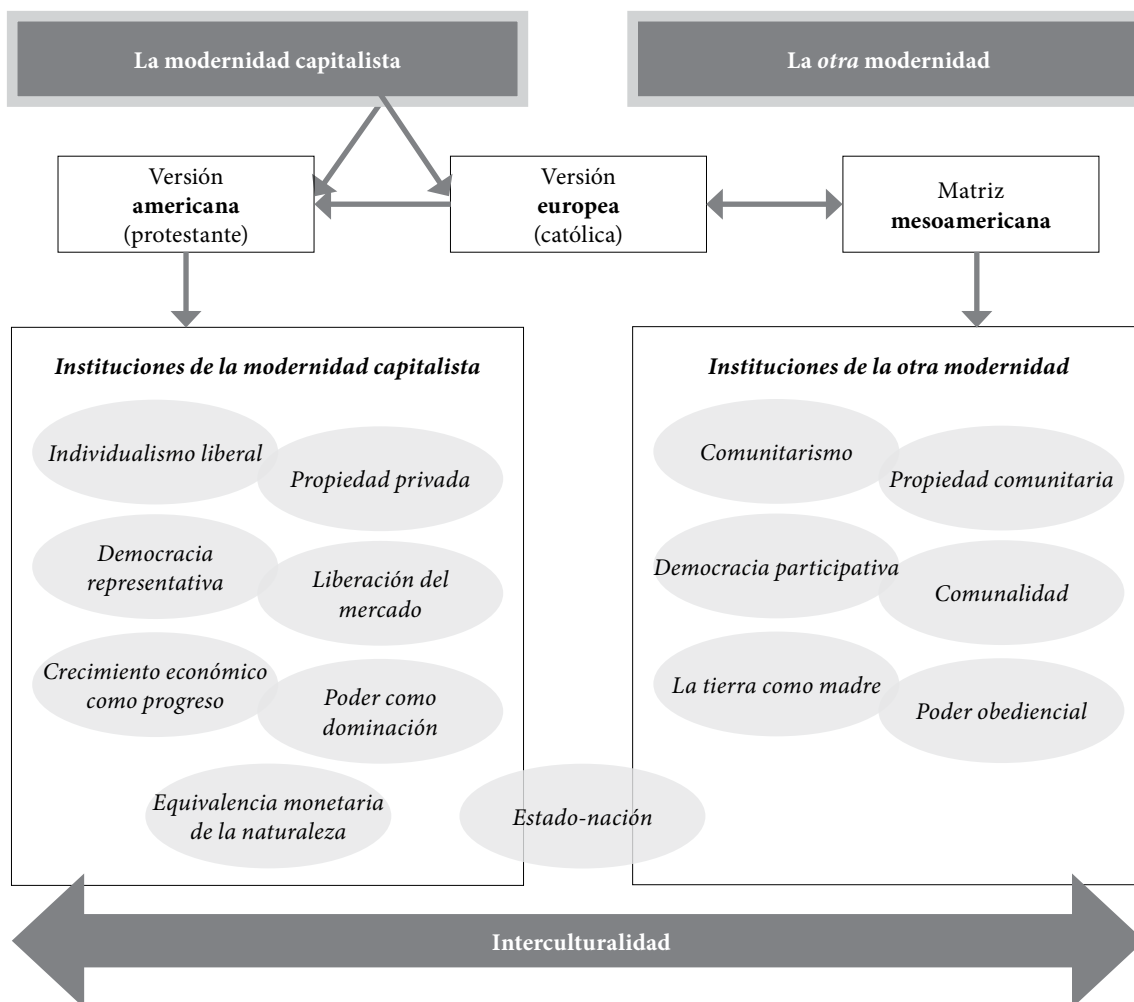 La modernidad capitalista
La otra modernidad
Versión
americana
(protestante)
Versión
europea
(católica)
Matriz
mesoamericana
Instituciones de la modernidad capitalista
Individualismo liberal
Propiedad privada
Democracia
representativa
Liberación del
mercado
Crecimiento económico
como progreso
Poder como
dominación
Equivalencia monetaria
de la naturaleza
Estado-nación
Instituciones de la otra modernidad
Comunitarismo
Propiedad comunitaria
Democracia participativa
Comunalidad
La tierra como madre
Poder obediencial
Interculturalidad